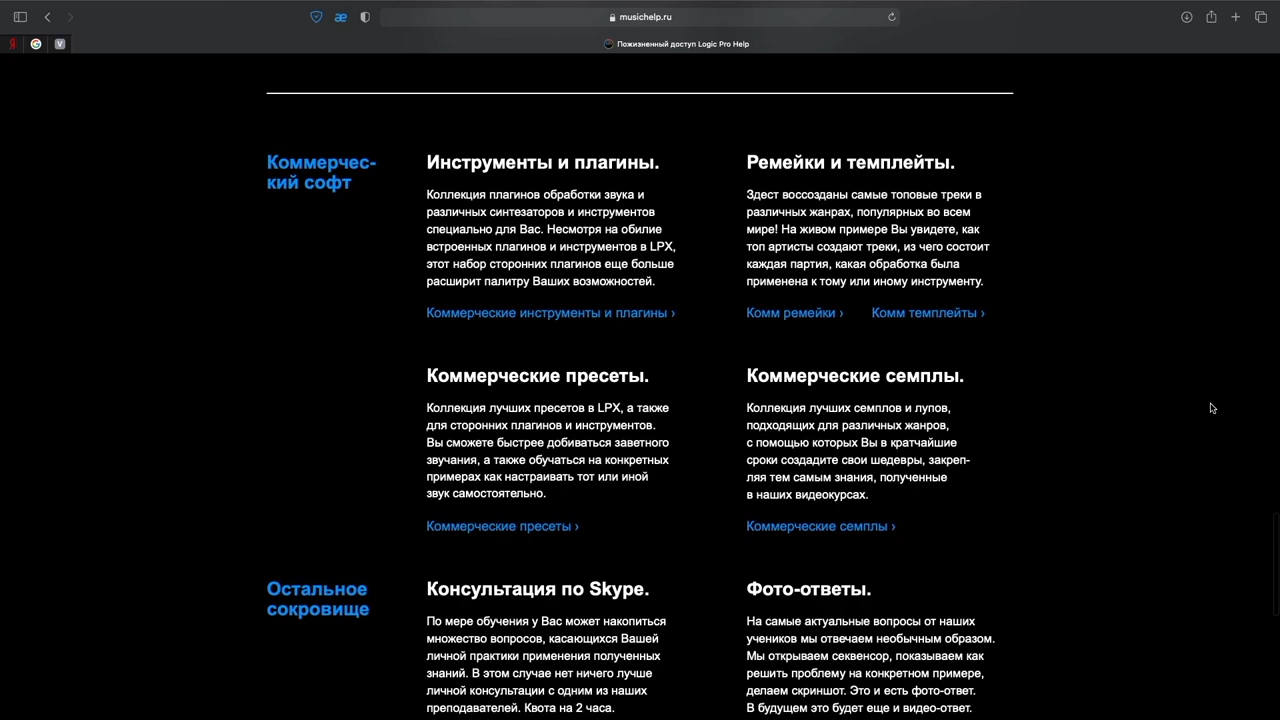 musichelp.ru
Я
G
V
Пожизненный доступ Logic Pro Help
Коммерчес-
кий софт
Инструменты и плагины.
Коллекция плагинов обработки звука и
различных синтезаторов и инструментов
специально для Вас. Несмотря на обилие
встроенных плагинов и инструментов в LPX,
этот набор сторонних плагинов еще больше
расширит палитру Ваших возможностей.
Коммерческие инструменты и плагины ›
Ремейки и темплейты.
Здест воссозданы самые топовые треки в
различных жанрах, популярных во всем
мире! На живом примере Вы увидете, как
топ артисты создают треки, из чего состоит
каждая партия, какая обработка была
применена к тому или иному инструменту.
Комм ремейки › Комм темплейты ›
Коммерческие пресеты.
Коллекция лучших пресетов в LPX, а также
для сторонних плагинов и инструментов.
Вы сможете быстрее добиваться заветного
звучания, а также обучаться на конкретных
примерах как настраивать тот или иной
звук самостоятельно.
Коммерческие пресеты ›
Коммерческие семплы.
Коллекция лучших семплов и лупов,
подходящих для различных жанров,
с помощью которых Вы в кратчайшие
сроки создадите свои шедевры, закреп-
ляя тем самым знания, полученные
в наших видеокурсах.
Коммерческие семплы ›
Остальное
сокровище
Консультация по Skype.
По мере обучения у Вас может накопиться
множество вопросов, касающихся Вашей
личной практики применения полученных
знаний. В этом случае нет ничего лучше
личной консультации с одним из наших
преподавателей. Квота на 2 часа.
Фото-ответы.
На самые актуальные вопросы от наших
учеников мы отвечаем необычным образом.
Мы открываем секвенсор, показываем как
решить проблему на конкретном примере,
делаем скриншот. Это и есть фото-ответ.
В будущем это будет еще и видео-ответ.